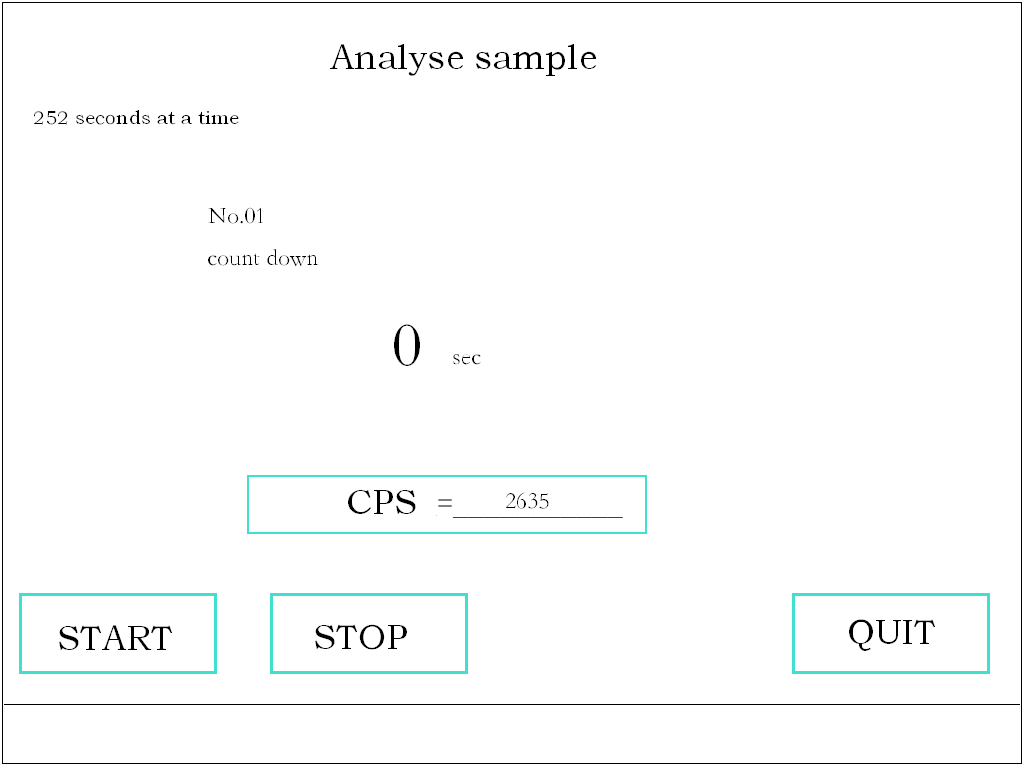 Analyse sample
252 seconds at a time
No.01
count down
0 sec
CPS = 2635
START STOP QUIT